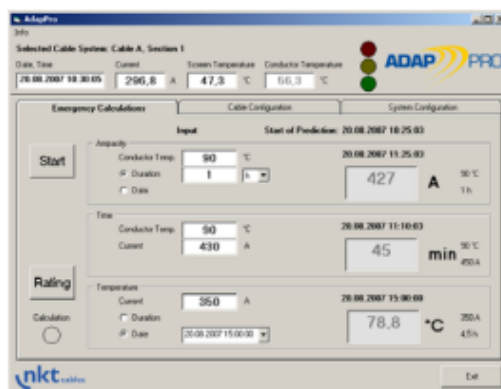 AdapPro
Info
Selected Cable System: Cable A, Section 1
Date, Time Current Screen Temperature Conductor Temperature
20.08.2007 10:30:05 296,8 A 47,3 °C 56,3 °C
ADAP PRO
Emergency Calculations Cable Configuration System Configuration
Input Start of Prediction: 20.08.2007 10:25:03
Start
Ampacity
Conductor Temp. 90 °C 20.08.2007 11:25:03
Duration 1 h 427 A 90 °C
Date 1 h
Time
Conductor Temp. 90 °C 20.08.2007 11:10:03
Current 430 A 45 min 90 °C
450 A
Rating
Temperature
Current 350 A 20.08.2007 15:00:00
Calculation Duration 78,8 °C 350 A
Date 20.08.2007 15:00:00 4,5 h
nkt cables Exit